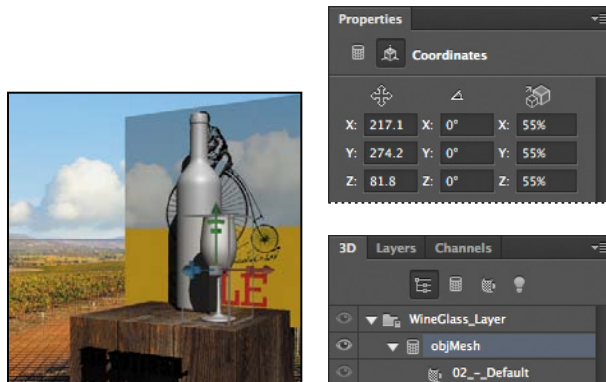 Properties
Coordinates
X: 217.1 X: 0° X: 55%
Y: 274.2 Y: 0° Y: 55%
Z: 81.8 Z: 0° Z: 55%
LE
3D Layers Channels
WineGlass_Layer
objMesh
02_-_Default